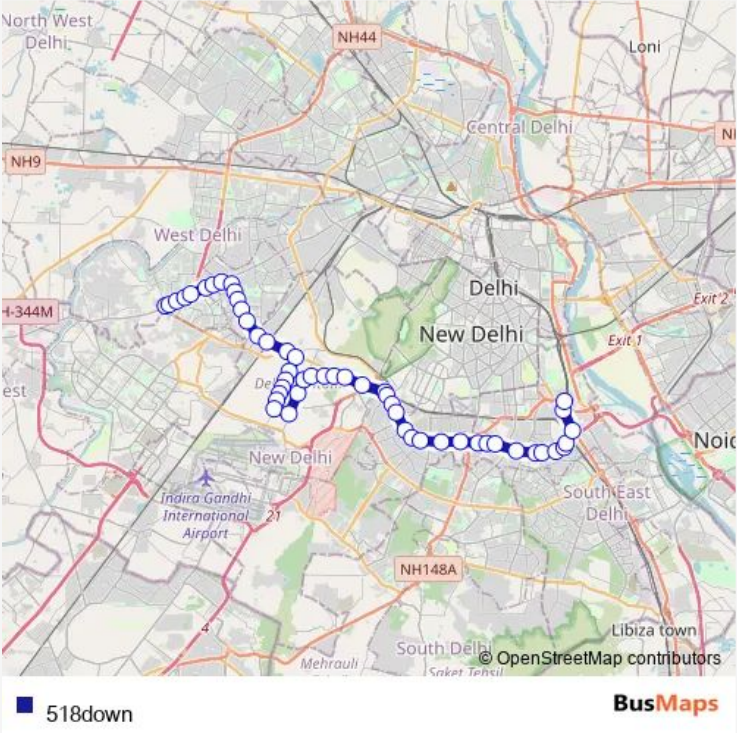 North West
Delhi
NH44
Loni
Central Delhi
NH9
West Delhi
H-344M
Delhi
New Delhi
Exit 2
Exit 1
est
New Delhi
Indira Gandhi
International
Airport
21
Noid
South East
Delhi
NH148A
4
Libiza town
South Delhi
Mehrauli
Saket Tehsil
© OpenStreetMap contributors
518down
BusMaps